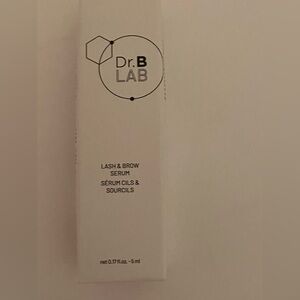 Dr.B
LAB
LASH & BROW
SERUM
SÉRUM CILS &
SOURCILS
net 0.17 fl.oz. - 5 ml